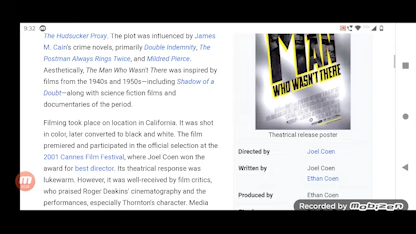 9:32
The Hudsucker Proxy. The plot was influenced by James
M. Cain's crime novels, primarily Double Indemnity, The
Postman Always Rings Twice, and Mildred Pierce.
Aesthetically, The Man Who Wasn't There was inspired by
films from the 1940s and 1950s—including Shadow of a
Doubt—along with science fiction films and
documentaries of the period.
Filming took place on location in California. It was shot
in color, later converted to black and white. The film
premiered and participated in the official selection at the
2001 Cannes Film Festival, where Joel Coen won the
award for best director. Its theatrical response was
lukewarm. However, it was well-received by film critics,
who praised Roger Deakins' cinematography and the
performances, especially Thornton's character. Media
MAN
WHO WASN'T THERE
Theatrical release poster
Directed by Joel Coen
Written by Joel Coen
Ethan Coen
Produced by Ethan Coen
Recorded by mobizen